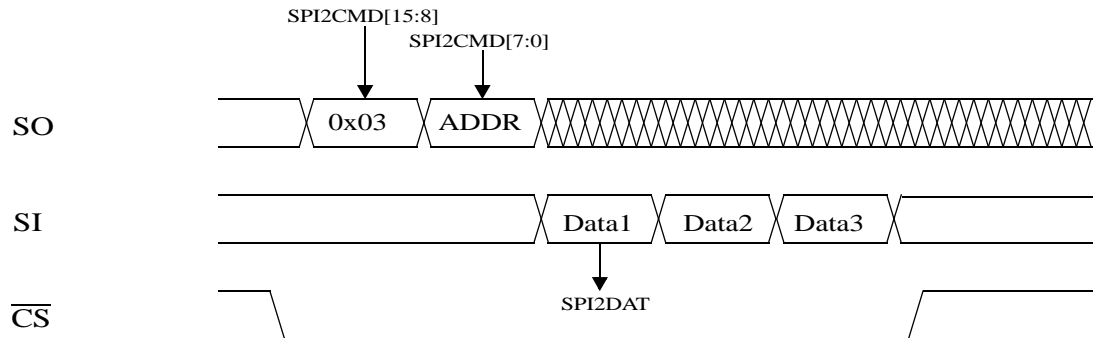 SPI2CMD[15:8]
SPI2CMD[7:0]
SO 0x03 ADDR
SI Data1 Data2 Data3
SPI2DAT
CS